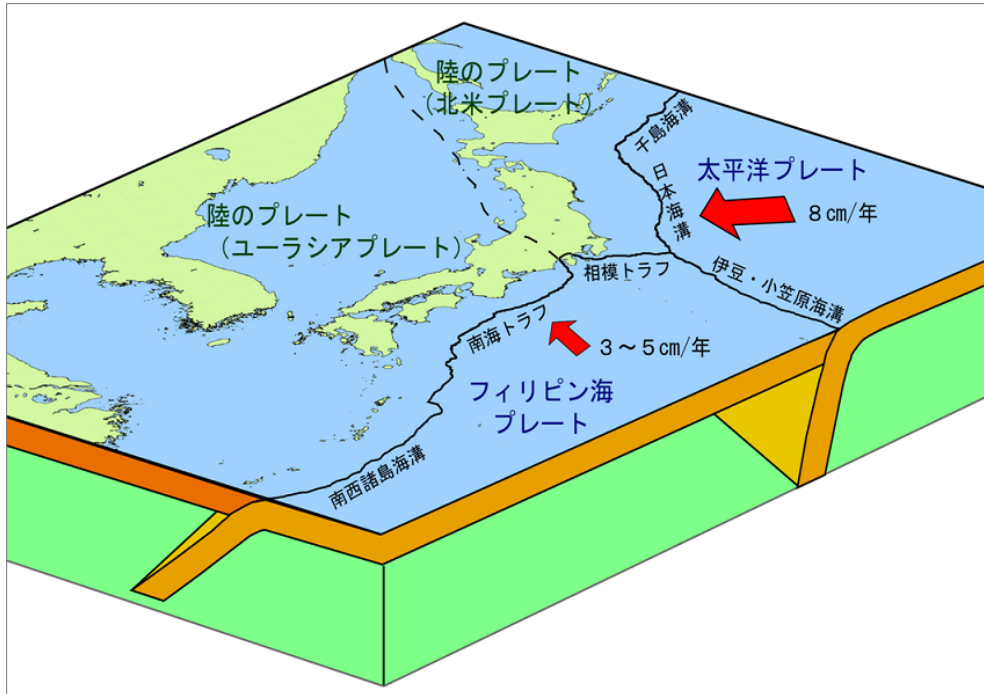 陸のプレート
（北米プレート）
千島海溝
太平洋プレート
日本海溝
8㎝/年
陸のプレート
（ユーラシアプレート）
相模トラフ
伊豆・小笠原海溝
南海トラフ
3～5㎝/年
フィリピン海
プレート
南西諸島海溝